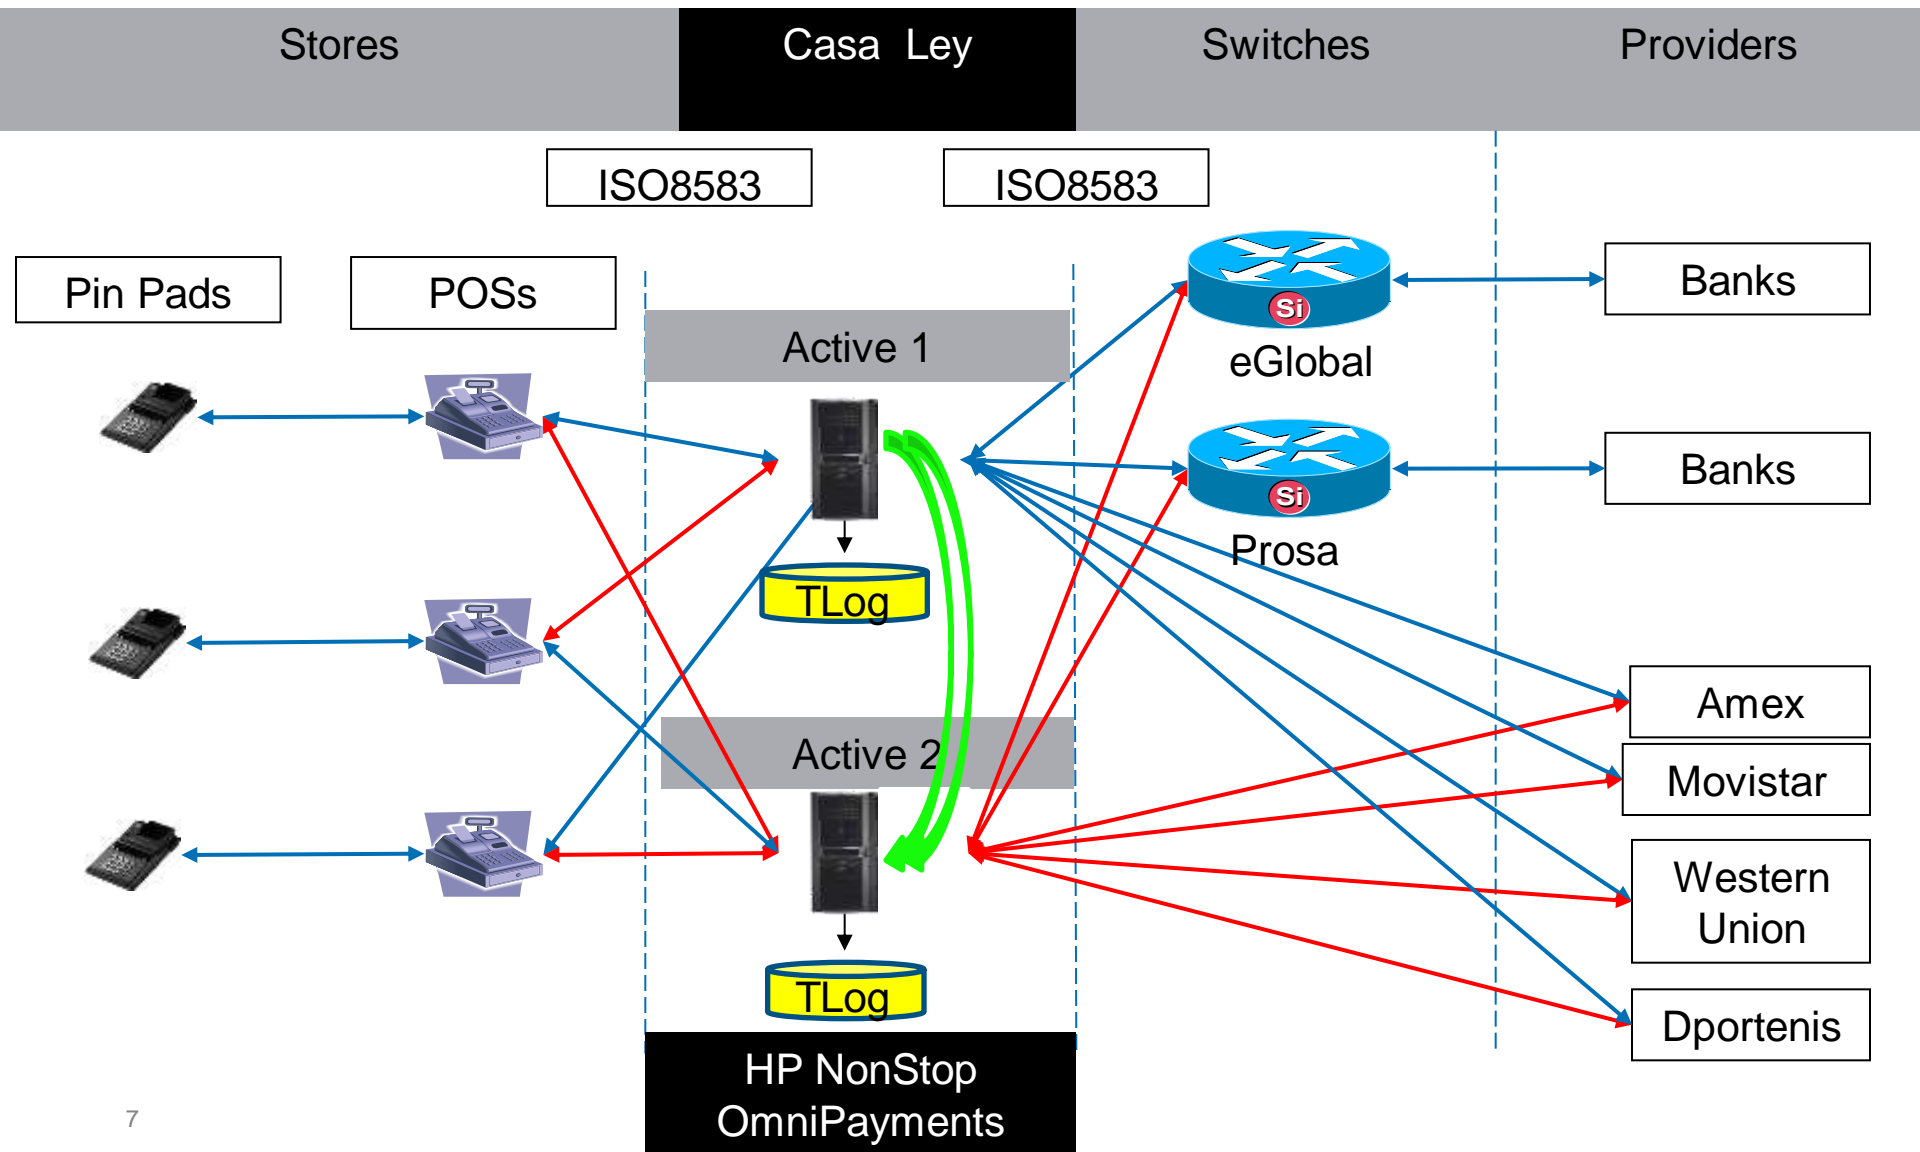 Stores
Casa Ley
Switches
Providers
ISO8583
ISO8583
Pin Pads
POSs
Active 1
Si
eGlobal
Banks
Si
Prosa
Banks
TLog
Active 2
Amex
Movistar
Western
Union
TLog
Dportenis
HP NonStop
OmniPayments
7